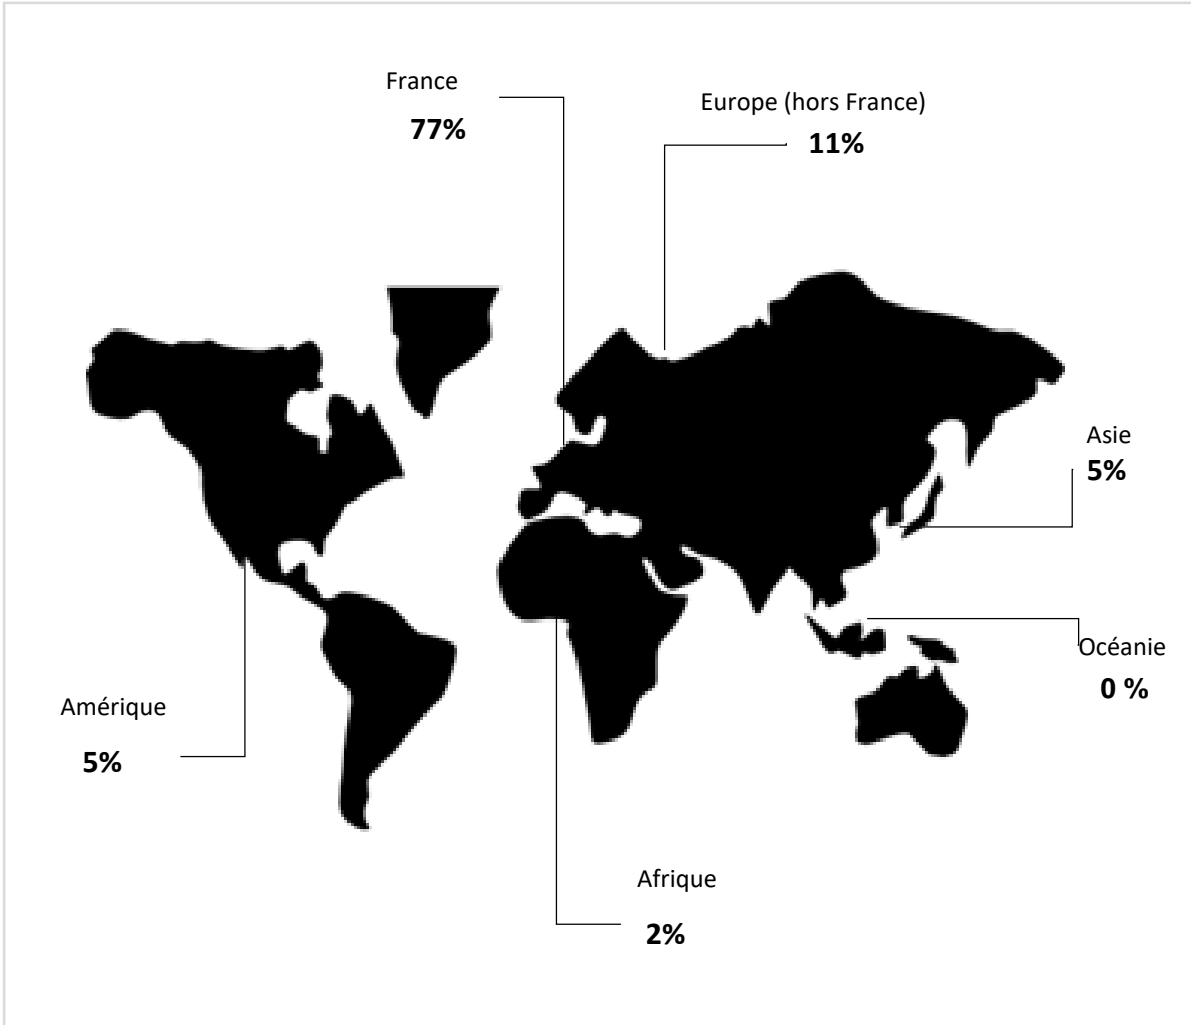 France
77%
Europe (hors France)
11%
Asie
5%
Océanie
0 %
Amérique
5%
Afrique
2%